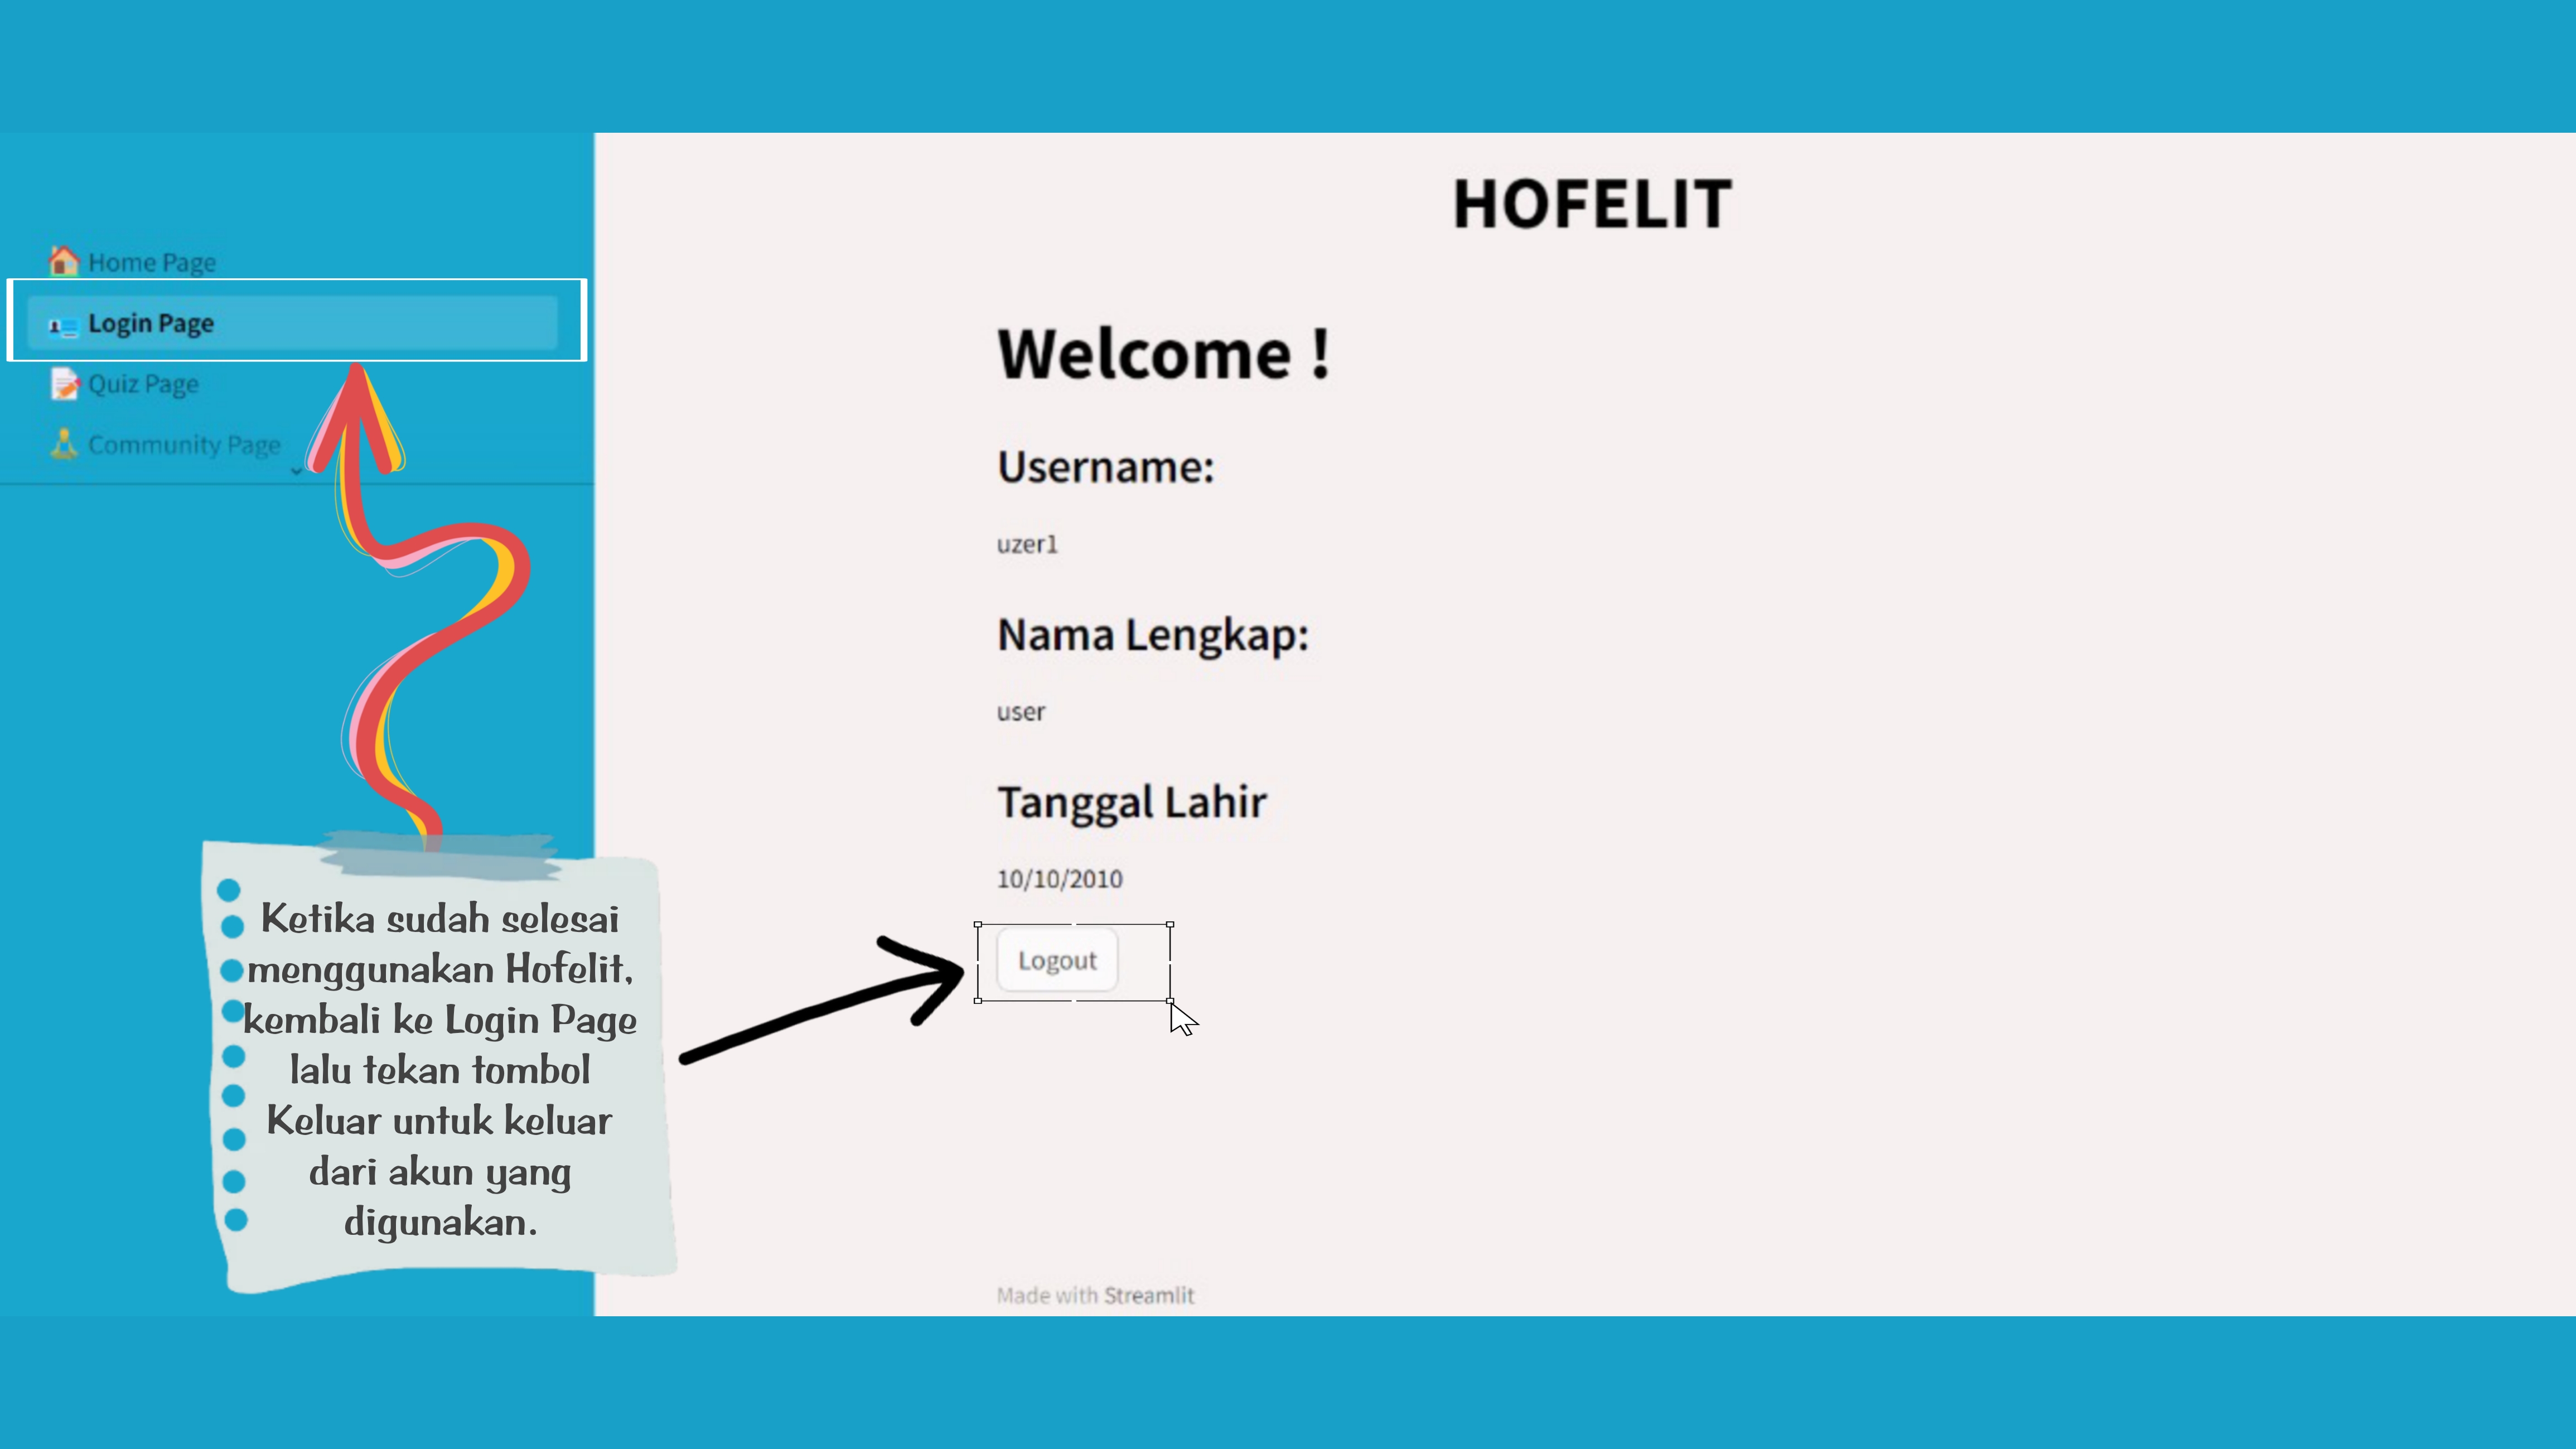 HOFELIT
Home Page
Login Page
Quiz Page
Community Page
Welcome !
Username:
uzer1
Nama Lengkap:
user
Tanggal Lahir
10/10/2010
Logout
Ketika sudah selesai
menggunakan Hofelit,
kembali ke Login Page
lalu tekan tombol
Keluar untuk keluar
dari akun yang
digunakan.
Made with Streamlit